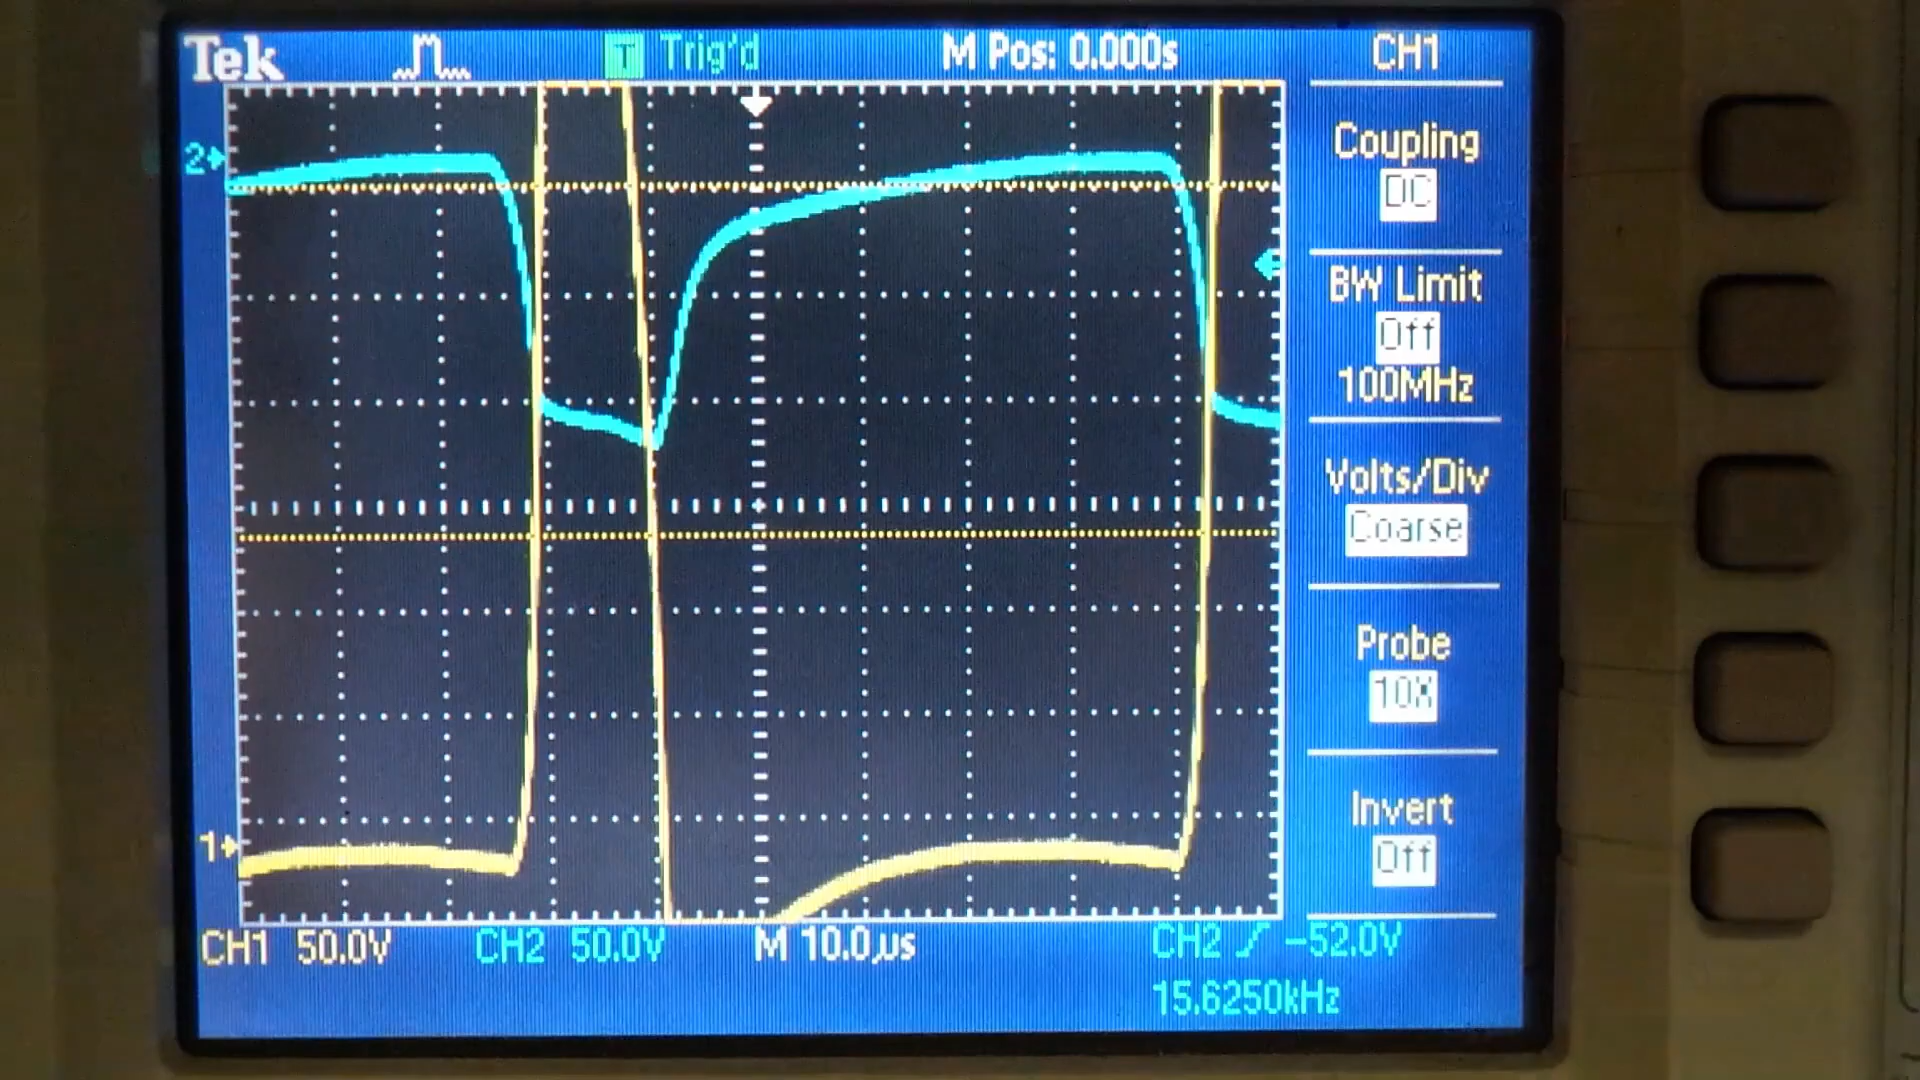 Tek T Trig'd M Pos: 0.000s CH1
2
Coupling
DC
BW Limit
Off
100MHz
Volts/Div
Coarse
Probe
10X
1
Invert
Off
CH1 50.0V CH2 50.0V M 10.0µs CH2 -52.0V
15.6250kHz